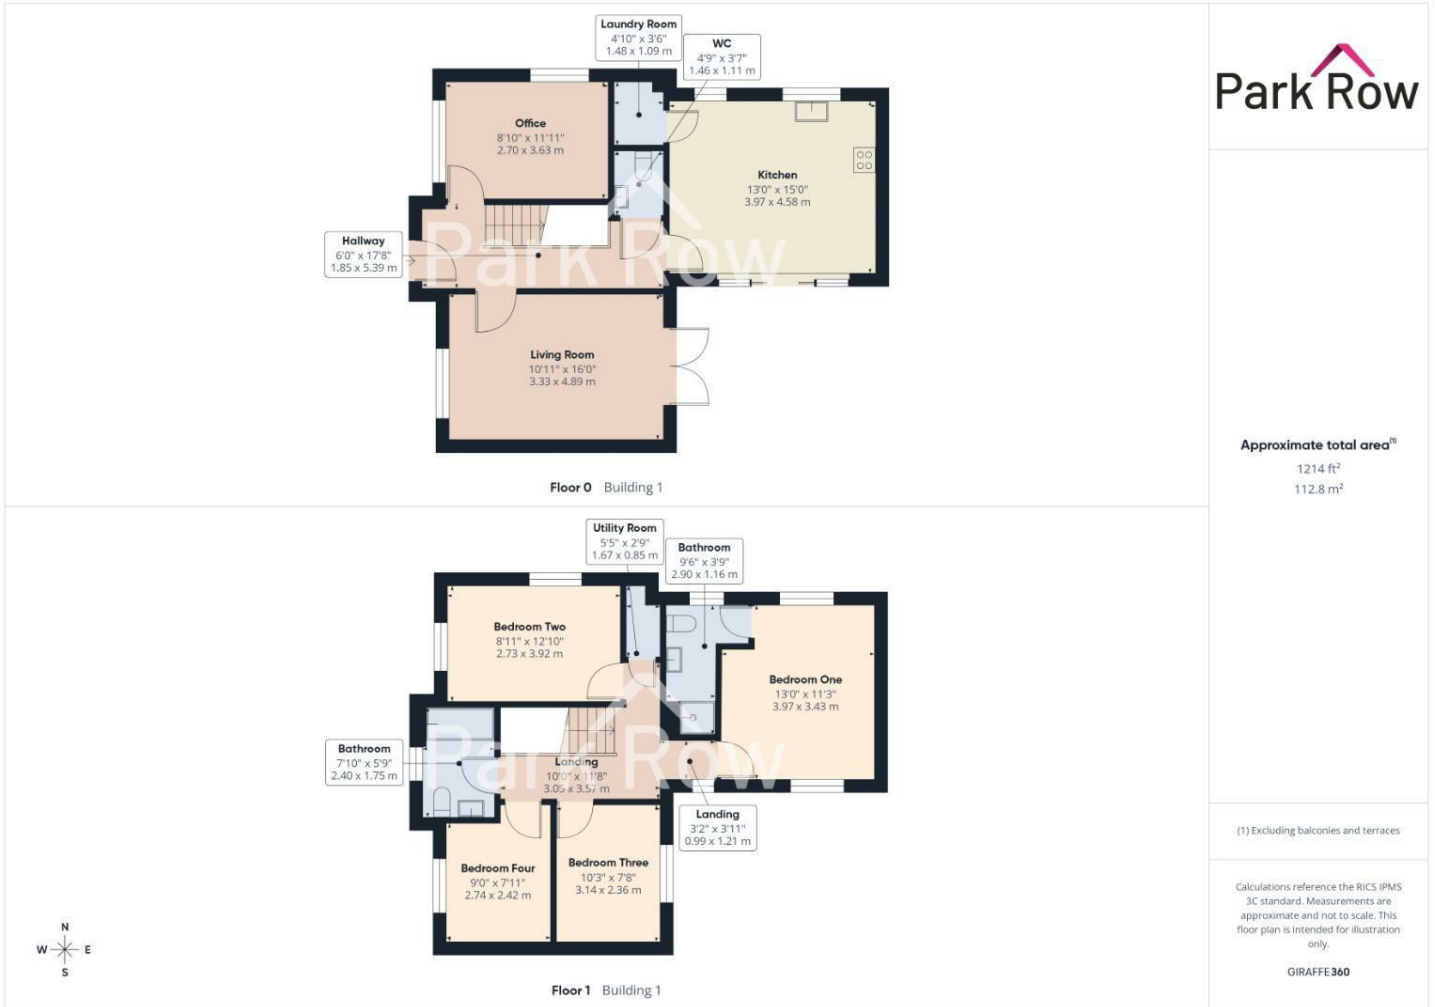 Laundry Room
4'10" x 3'6"
1.48 x 1.09 m
WC
4'9" x 3'7"
1.46 x 1.11 m
Office
8'10" x 11'11"
2.70 x 3.63 m
Kitchen
13'0" x 15'0"
3.97 x 4.58 m
Hallway
6'0" x 17'8"
1.85 x 5.39 m
Park Row
Living Room
10'11" x 16'0"
3.33 x 4.89 m
Floor 0 Building 1
Utility Room
5'5" x 2'9"
1.67 x 0.85 m
Bathroom
9'6" x 3'9"
2.90 x 1.16 m
Bedroom Two
8'11" x 12'10"
2.73 x 3.92 m
Bedroom One
13'0" x 11'3"
3.97 x 3.43 m
Bathroom
7'10" x 5'9"
2.40 x 1.75 m
Landing
10'0" x 11'8"
3.05 x 3.57 m
Park Row
Landing
3'2" x 3'11"
0.99 x 1.21 m
Bedroom Four
9'0" x 7'11"
2.74 x 2.42 m
Bedroom Three
10'3" x 7'8"
3.14 x 2.36 m
N
W E
S
Floor 1 Building 1
Park Row
Approximate total area(1)
1214 ft²
112.8 m²
(1) Excluding balconies and terraces
Calculations reference the RICS IPMS
3C standard. Measurements are
approximate and not to scale. This
floor plan is intended for illustration
only.
GIRAFFE360